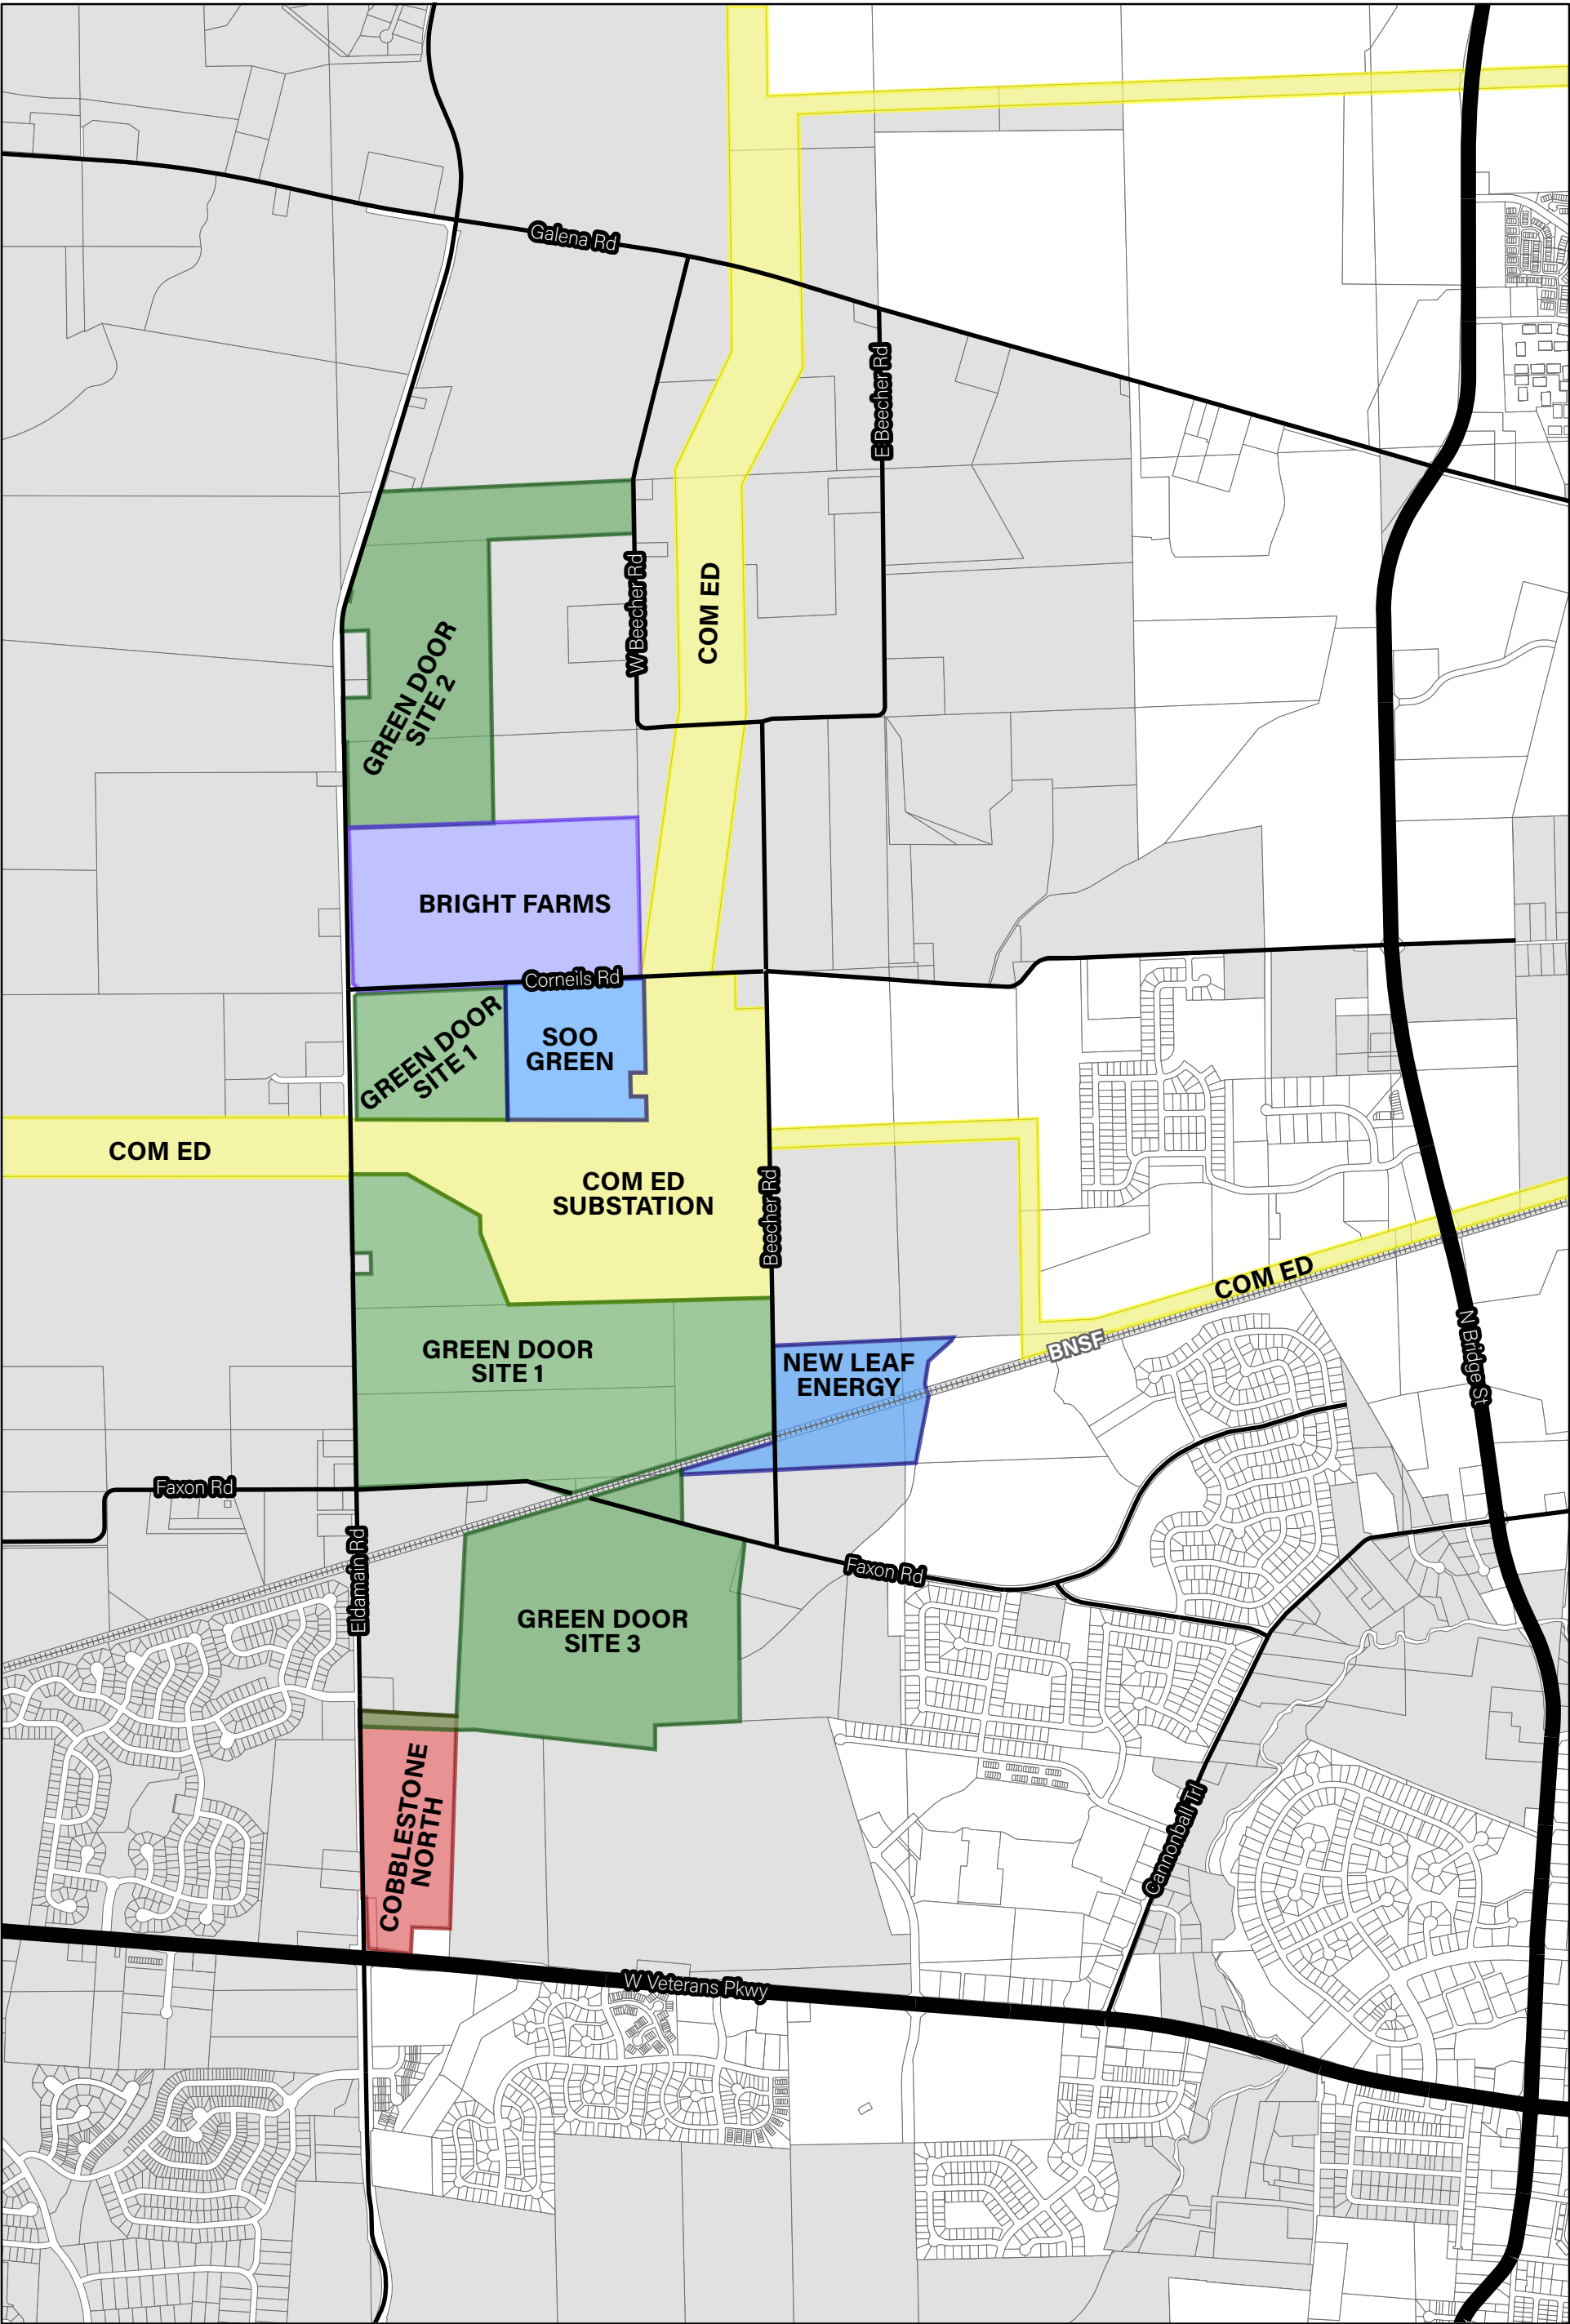 Galena Rd
E Beecher Rd
W Beecher Rd
COM ED
GREEN DOOR
SITE 2
BRIGHT FARMS
Corneils Rd
GREEN DOOR
SITE 1
SOO
GREEN
COM ED
COM ED
SUBSTATION
Beecher Rd
COM ED
BNSF
N Bridge St
GREEN DOOR
SITE 1
NEW LEAF
ENERGY
Faxon Rd
Eldamain Rd
Faxon Rd
GREEN DOOR
SITE 3
COBBLESTONE
NORTH
Cannonball Trl
W Veterans Pkwy